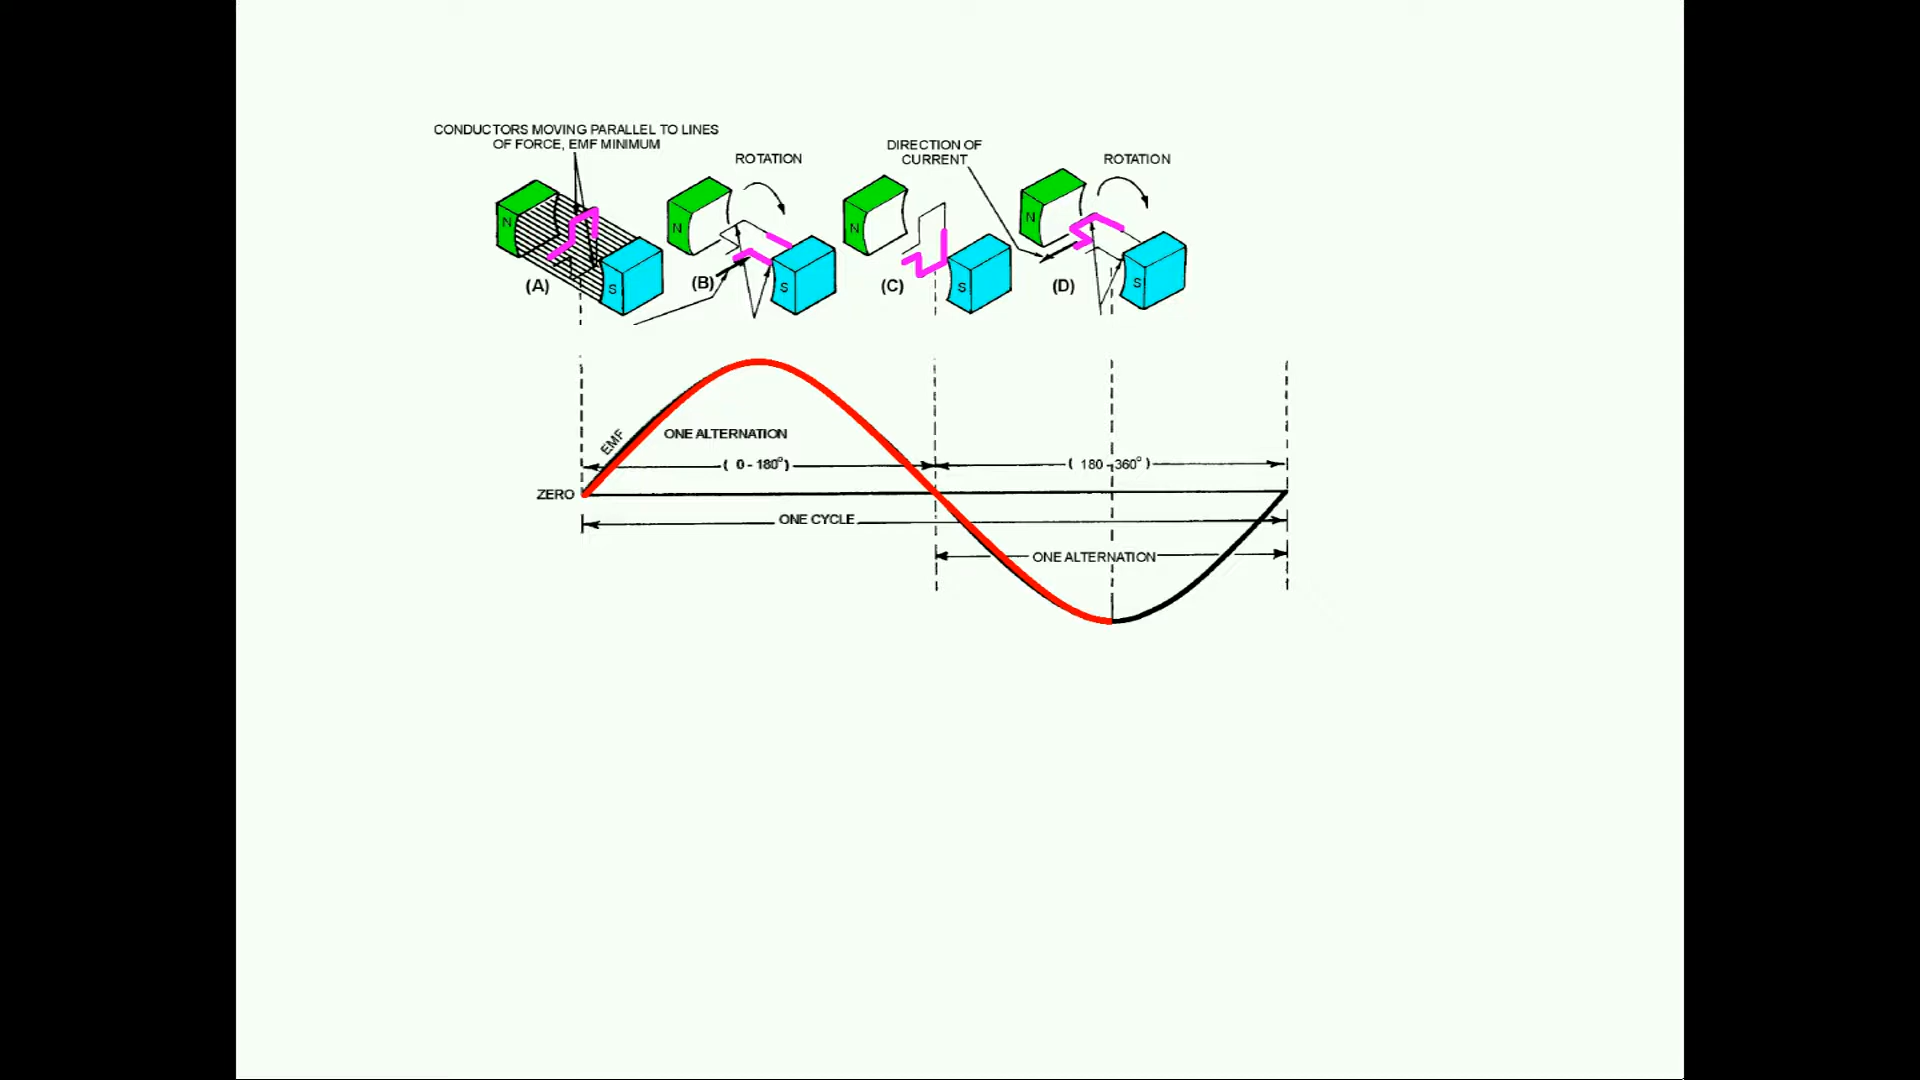 CONDUCTORS MOVING PARALLEL TO LINES
OF FORCE, EMF MINIMUM
ROTATION
DIRECTION OF
CURRENT
ROTATION
N
N
N
N
S
S
S
S
(A)
(B)
(C)
(D)
EMF
ONE ALTERNATION
( 0 - 180° )
( 180 - 360° )
ZERO
ONE CYCLE
ONE ALTERNATION